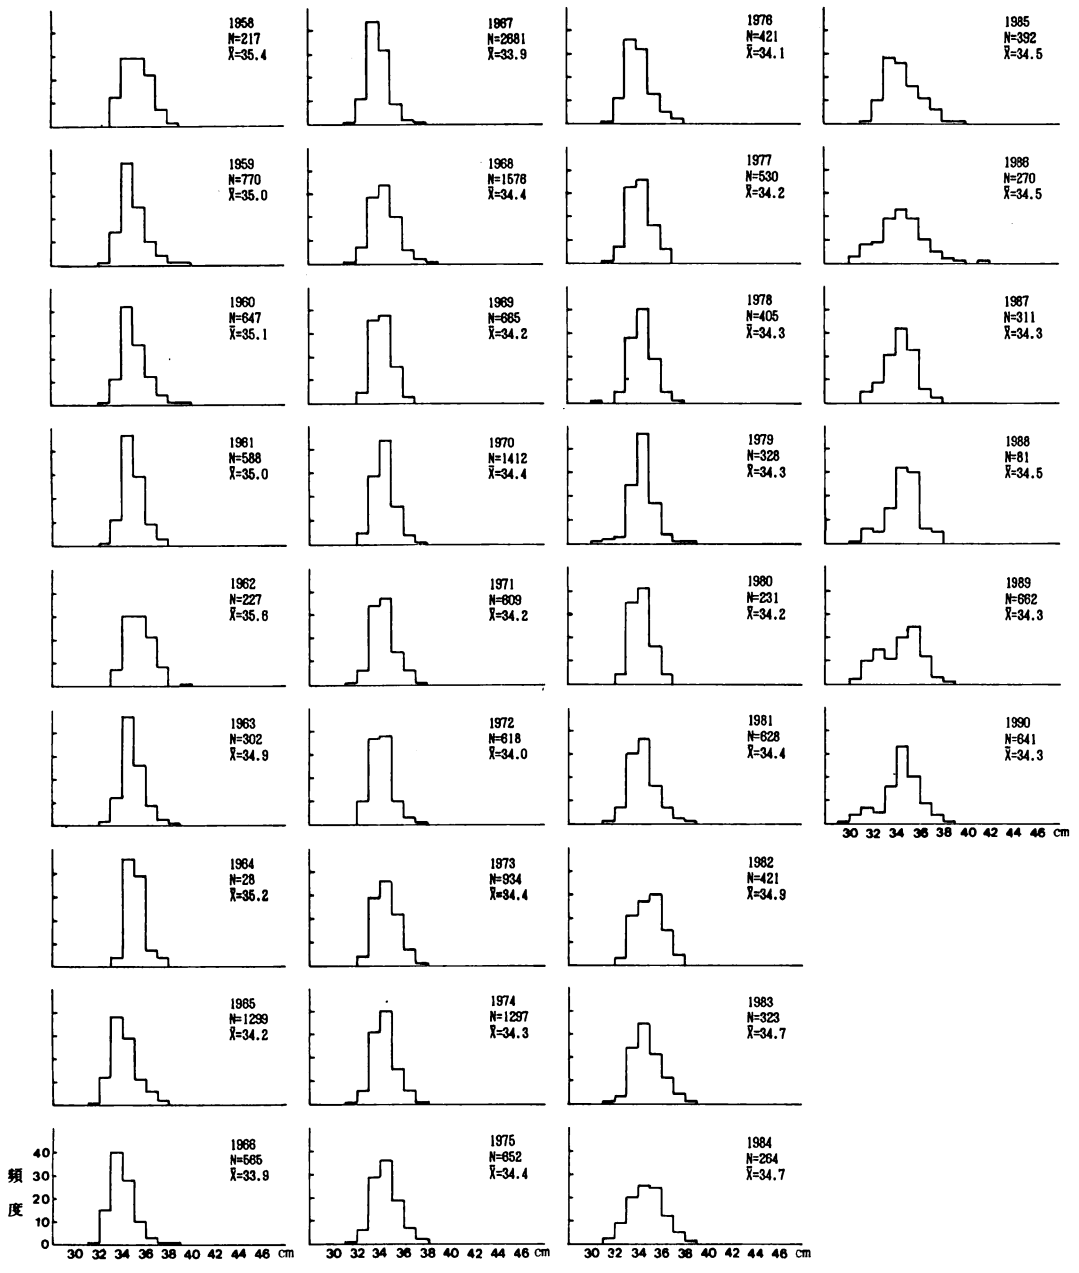 1958
N=217
X̄=35.4
1959
N=770
X̄=35.0
1960
N=647
X̄=35.1
1961
N=588
X̄=35.0
1962
N=227
X̄=35.6
1963
N=302
X̄=34.9
1964
N=28
X̄=35.2
1965
N=1299
X̄=34.2
1966
N=565
X̄=33.9
頻度
40
30
20
10
0
30 32 34 36 38 40 42 44 46 cm
1967
N=2681
X̄=33.9
1968
N=1576
X̄=34.4
1969
N=665
X̄=34.2
1970
N=1412
X̄=34.4
1971
N=609
X̄=34.2
1972
N=618
X̄=34.0
1973
N=934
X̄=34.4
1974
N=1297
X̄=34.3
1975
N=652
X̄=34.4
30 32 34 36 38 40 42 44 46 cm
1976
N=421
X̄=34.1
1977
N=530
X̄=34.2
1978
N=405
X̄=34.3
1979
N=328
X̄=34.3
1980
N=231
X̄=34.2
1981
N=628
X̄=34.4
1982
N=421
X̄=34.9
1983
N=323
X̄=34.7
1984
N=264
X̄=34.7
30 32 34 36 38 40 42 44 46 cm
1985
N=392
X̄=34.5
1986
N=270
X̄=34.5
1987
N=311
X̄=34.3
1988
N=81
X̄=34.5
1989
N=662
X̄=34.3
1990
N=641
X̄=34.3
30 32 34 36 38 40 42 44 46 cm